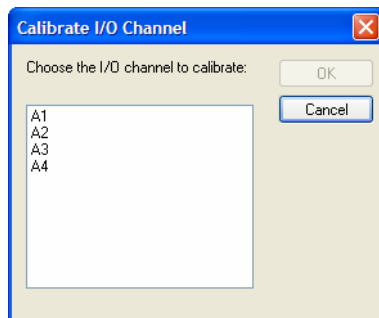 Calibrate I/O Channel
Choose the I/O channel to calibrate:
OK
Cancel
A1
A2
A3
A4